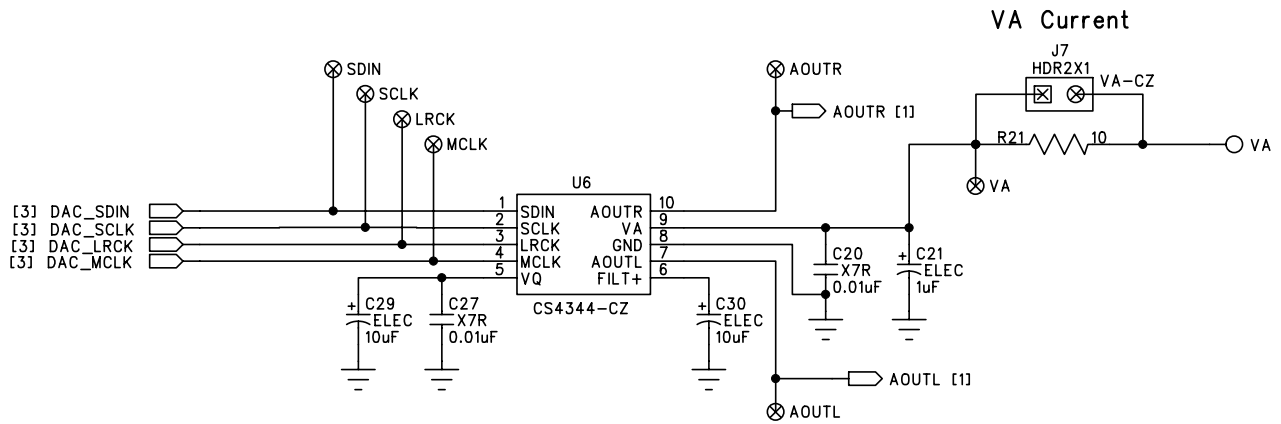 VA Current
J7
HDR2X1
VA-CZ
SDIN
SCLK
LRCK
MCLK
AOUTR
AOUTR [1]
R21
10
VA
VA
U6
[3] DAC_SDIN
[3] DAC_SCLK
[3] DAC_LRCK
[3] DAC_MCLK
1
2
3
4
5
SDIN
SCLK
LRCK
MCLK
VQ
AOUTR
VA
GND
AOUTL
FILT+
10
9
8
7
6
CS4344-CZ
+ C29
ELEC
10uF
C27
X7R
0.01uF
+ C30
ELEC
10uF
C20
X7R
0.01uF
+ C21
ELEC
1uF
AOUTL [1]
AOUTL